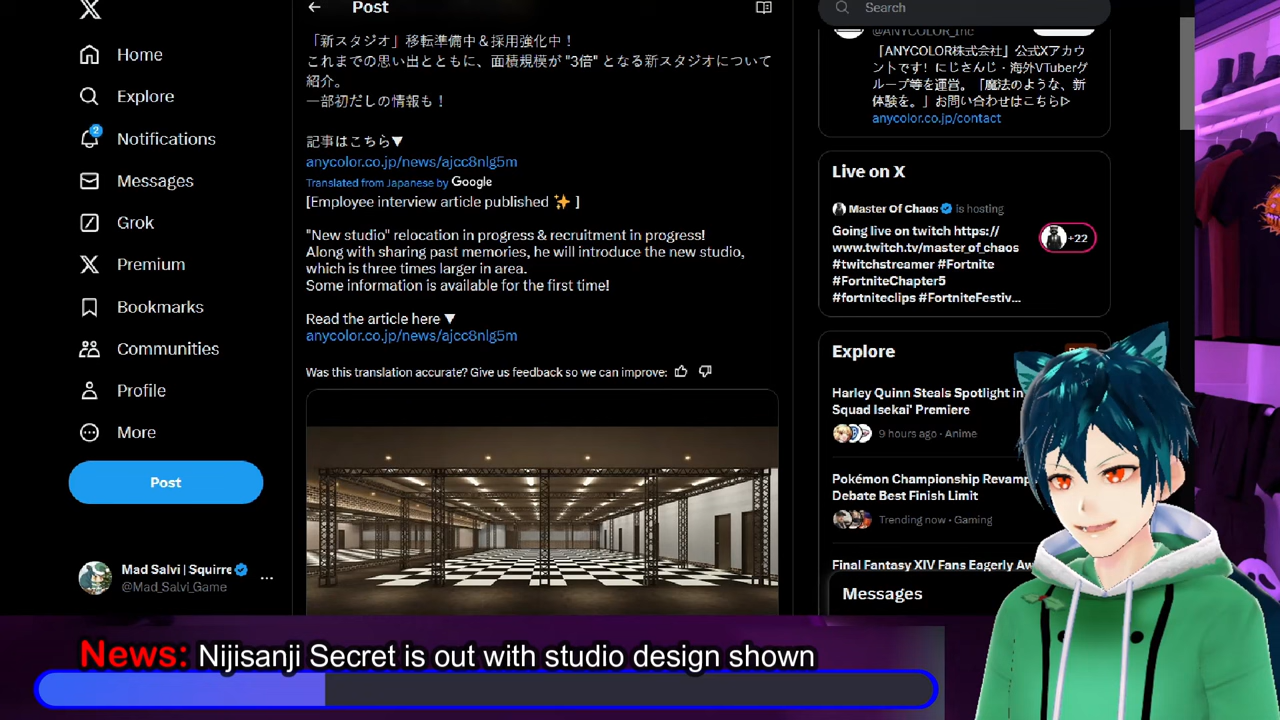 Home
Explore
2
Notifications
Messages
Grok
Premium
Bookmarks
Communities
Profile
More
Post
Mad Salvi | Squirre
@Mad_Salvi_Game
Post
「新スタジオ」移転準備中＆採用強化中！
これまでの思い出とともに、面積規模が "3倍" となる新スタジオについて
紹介。
一部初だしの情報も！
記事はこちら▼
anycolor.co.jp/news/ajcc8nlg5m
Translated from Japanese by Google
[Employee interview article published ✨ ]
"New studio" relocation in progress & recruitment in progress!
Along with sharing past memories, he will introduce the new studio,
which is three times larger in area.
Some information is available for the first time!
Read the article here ▼
anycolor.co.jp/news/ajcc8nlg5m
Was this translation accurate? Give us feedback so we can improve:
Search
@ANYCOLOR_Inc
「ANYCOLOR株式会社」公式Xアカウ
ントです！にじさんじ・海外VTuberグ
ループ等を運営。「魔法のような、新
体験を。」お問い合わせはこちら▷
anycolor.co.jp/contact
Live on X
Master Of Chaos is hosting
Going live on twitch https://
www.twitch.tv/master_of_chaos
#twitchstreamer #Fortnite
#FortniteChapter5
#fortniteclips #FortniteFestiv...
+22
Explore
Harley Quinn Steals Spotlight in
Squad Isekai' Premiere
9 hours ago · Anime
Pokémon Champions
Debate Best Finish Limit
Trending now · Gaming
Final Fantasy XIV Fans Eagerly
Messages
News: Nijisanji Secret is out with studio design shown